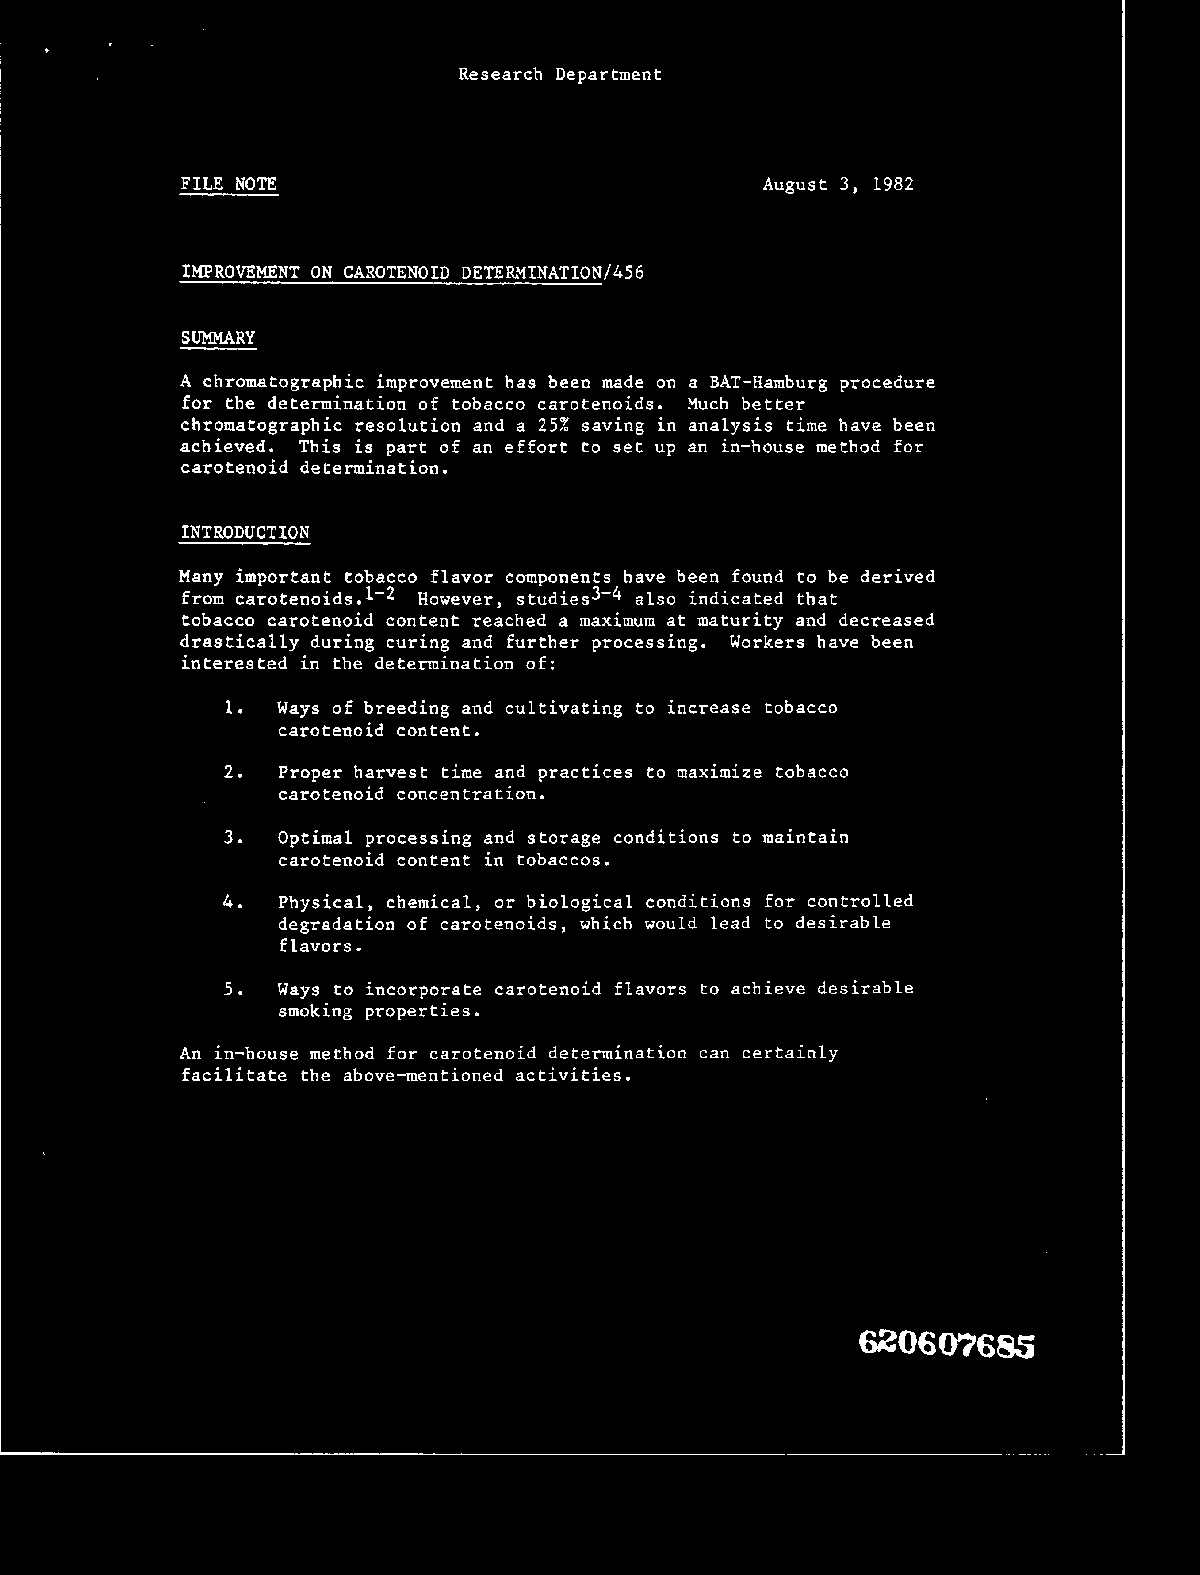 Research Department
FILE NOTE August 3, 1982
IMPROVEMENT ON CAROTENOID DETERMINATION/456
SUMMARY
A chromatographic improvement has been made on a BAT-Hamburg procedure
for the determination of tobacco carotenoids. Much better
chromatographic resolution and a 25% saving in analysis time have been
achieved. This is part of an effort to set up an in-house method for
carotenoid determination.
INTRODUCTION
Many important tobacco flavor components have been found to be derived
from carotenoids.1-2 However, studies3-4 also indicated that
tobacco carotenoid content reached a maximum at maturity and decreased
drastically during curing and further processing. Workers have been
interested in the determination of:
1. Ways of breeding and cultivating to increase tobacco
carotenoid content.
2. Proper harvest time and practices to maximize tobacco
carotenoid concentration.
3. Optimal processing and storage conditions to maintain
carotenoid content in tobaccos.
4. Physical, chemical, or biological conditions for controlled
degradation of carotenoids, which would lead to desirable
flavors.
5. Ways to incorporate carotenoid flavors to achieve desirable
smoking properties.
An in-house method for carotenoid determination can certainly
facilitate the above-mentioned activities.
620607685